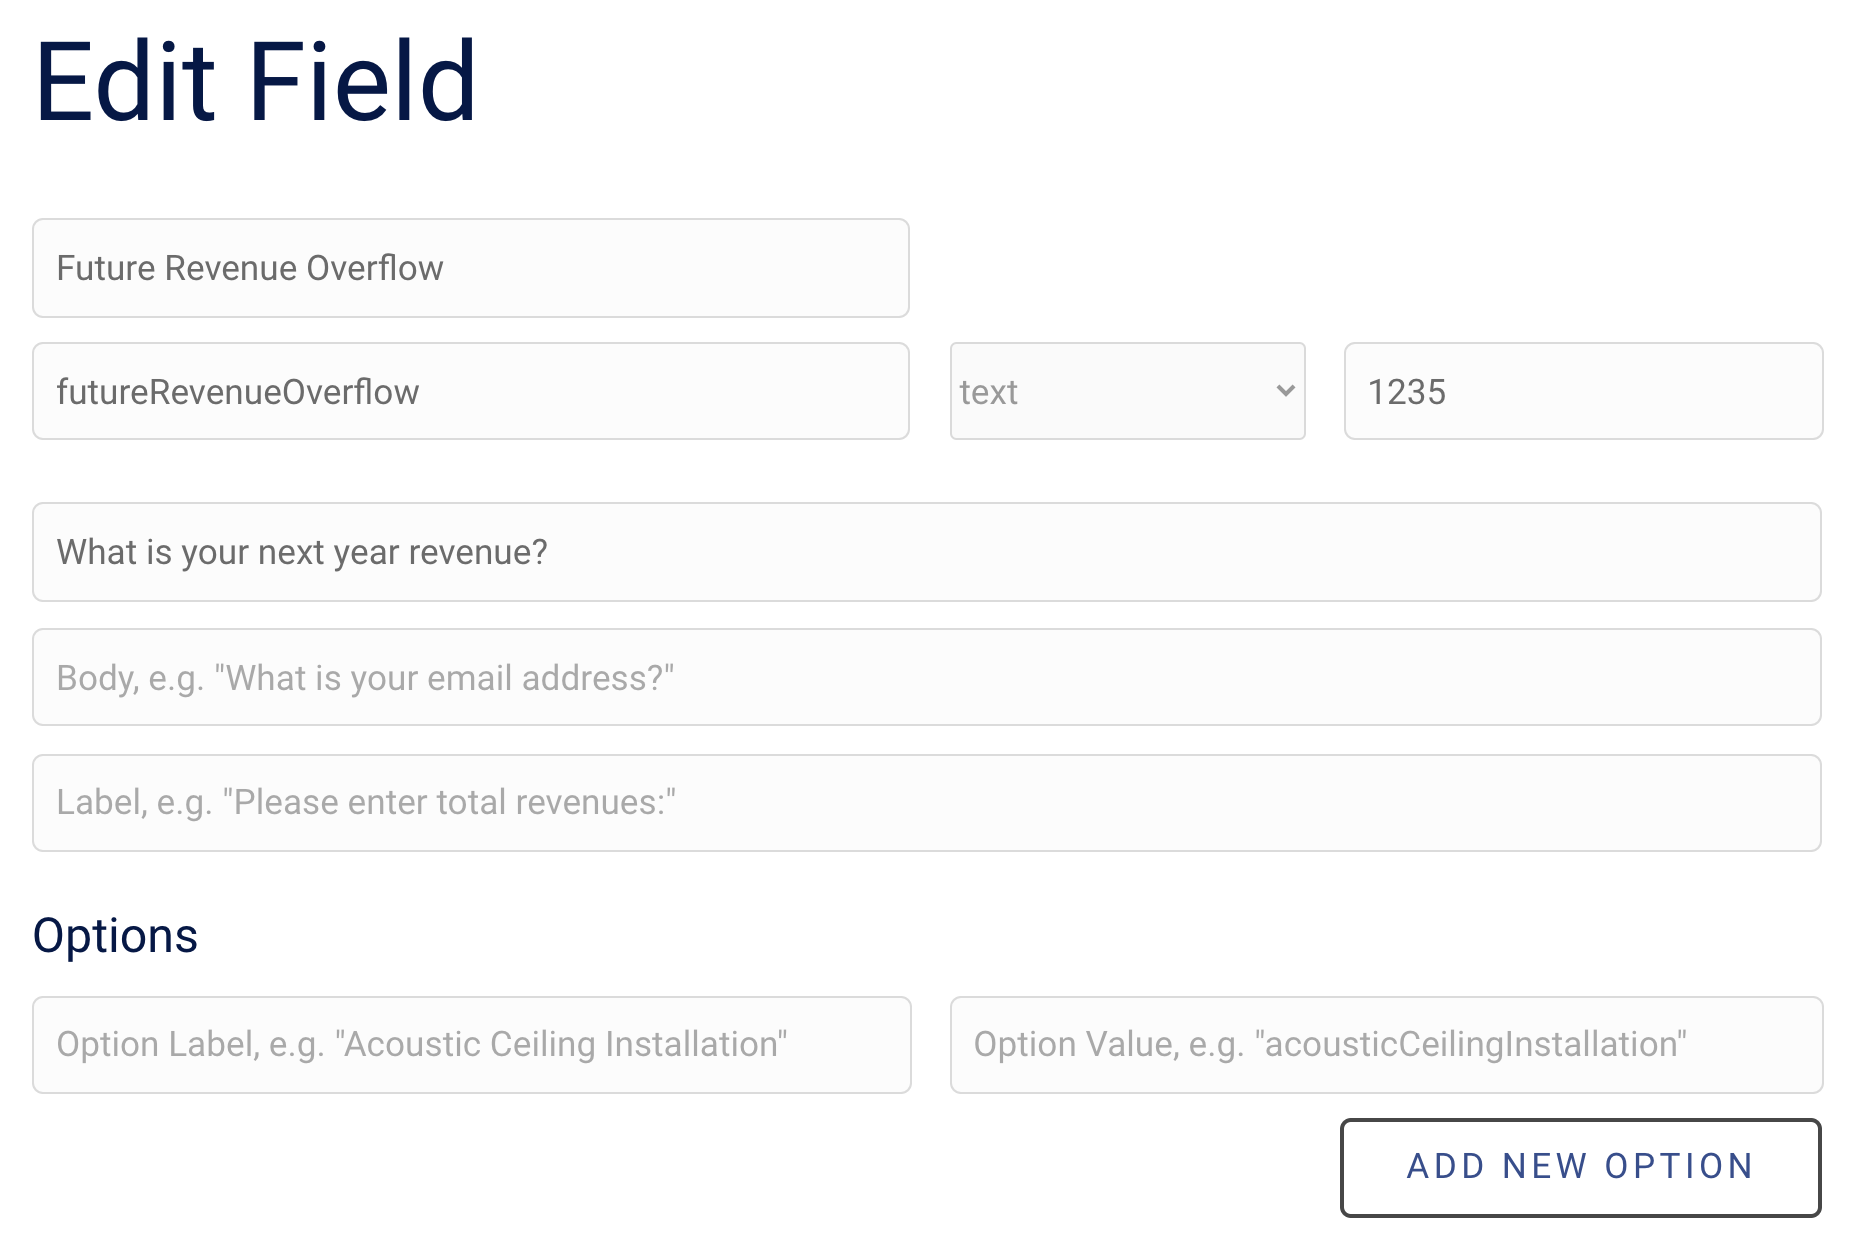 Edit Field
Future Revenue Overflow
futureRevenueOverflow
text
1235
What is your next year revenue?
Body, e.g. "What is your email address?"
Label, e.g. "Please enter total revenues:"
Options
Option Label, e.g. "Acoustic Ceiling Installation"
Option Value, e.g. "acousticCeilingInstallation"
ADD NEW OPTION